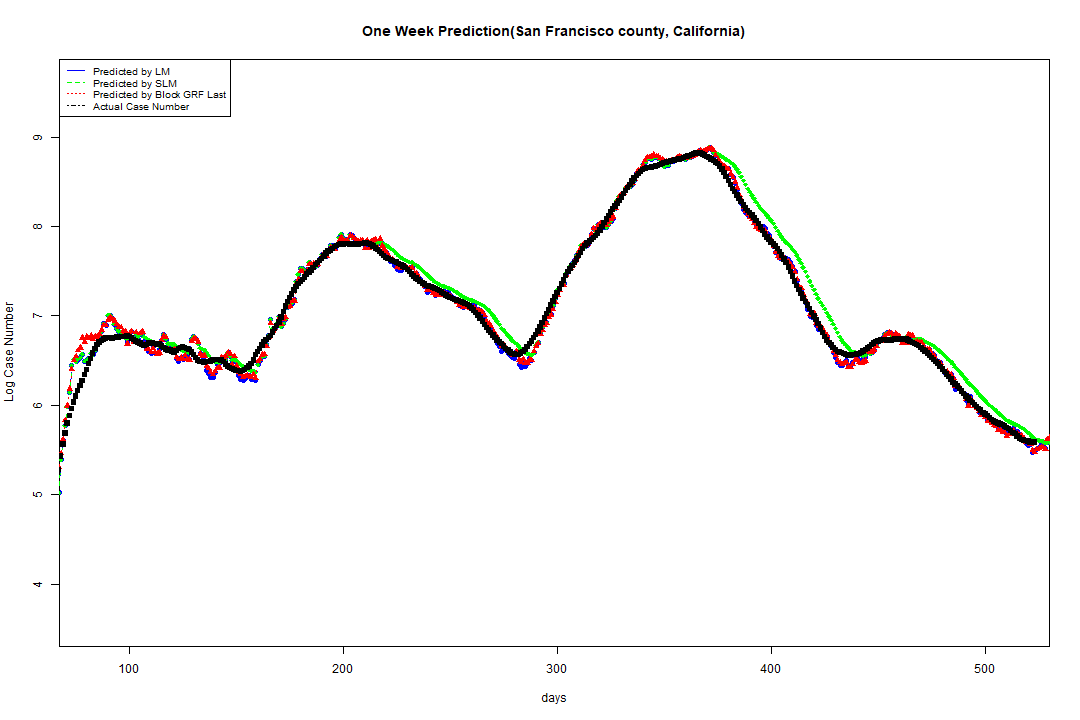 One Week Prediction(San Francisco county, California)
Predicted by LM
Predicted by SLM
Predicted by Block GRF Last
Actual Case Number
9
8
7
6
5
4
Log Case Number
100 200 300 400 500
days